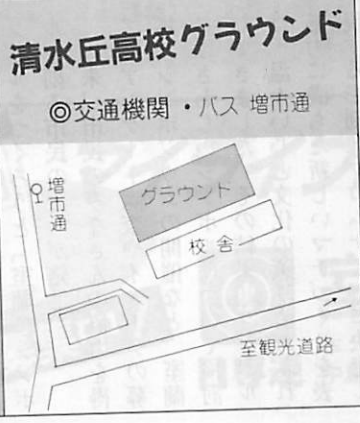 清水丘高校グラウンド
◎交通機関・バス 増市通
増市通
グラウンド
校舎
至観光道路